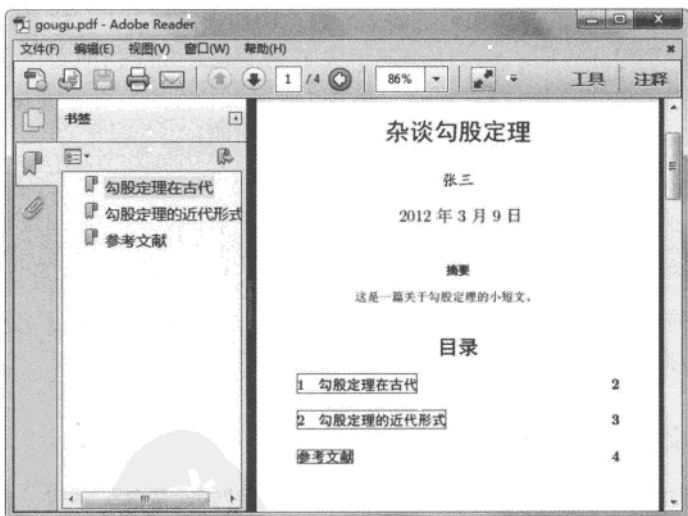 gougu.pdf - Adobe Reader
文件(F) 编辑(E) 视图(V) 窗口(W) 帮助(H)
1 / 4 86% 工具 注释
书签
勾股定理在古代
勾股定理的近代形式
参考文献
杂谈勾股定理
张三
2012 年 3 月 9 日
摘要
这是一篇关于勾股定理的小短文。
目录
1 勾股定理在古代 2
2 勾股定理的近代形式 3
参考文献 4